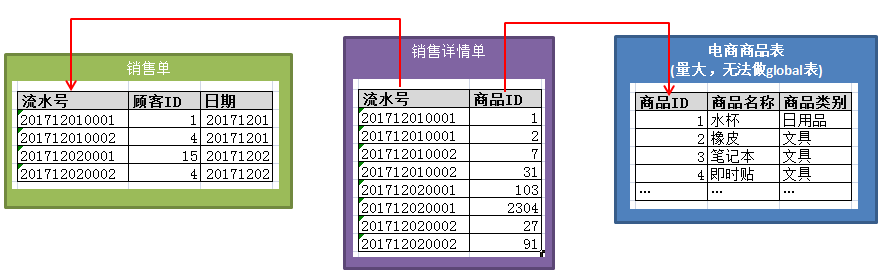 销售单
流水号 顾客ID 日期
201712010001 1 20171201
201712010002 4 20171201
201712020001 15 20171202
201712020002 4 20171202
销售详情单
流水号 商品ID
201712010001 1
201712010001 2
201712010002 7
201712010002 31
201712020001 103
201712020001 2304
201712020002 27
201712020002 91
电商商品表
(量大，无法做global表)
商品ID 商品名称 商品类别
1 水杯 日用品
2 橡皮 文具
3 笔记本 文具
4 即时贴 文具
... ... ...